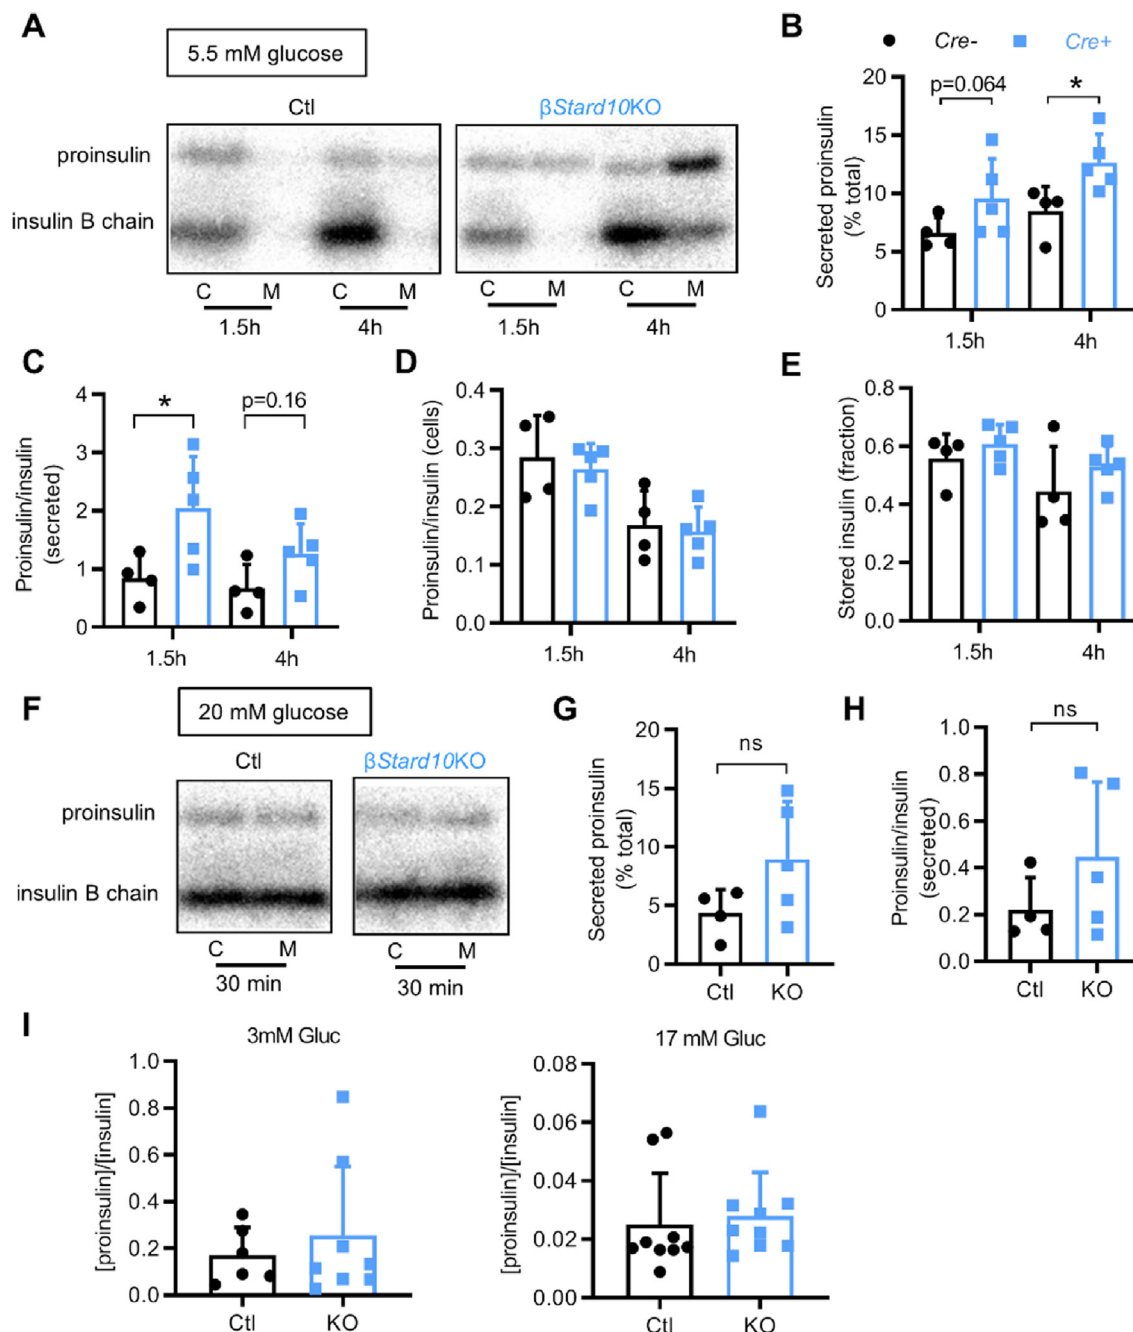 A
5.5 mM glucose
Ctl
βStard10KO
proinsulin
insulin B chain
C M C M C M C M
1.5h 4h 1.5h 4h
B
Cre- Cre+
Secreted proinsulin
(% total)
20
15
10
5
0
p=0.064
*
1.5h 4h
C
Proinsulin/insulin
(secreted)
4
3
2
1
0
*
p=0.16
1.5h 4h
D
Proinsulin/insulin (cells)
0.4
0.3
0.2
0.1
0.0
1.5h 4h
E
Stored insulin (fraction)
0.8
0.6
0.4
0.2
0.0
1.5h 4h
F
20 mM glucose
Ctl
βStard10KO
proinsulin
insulin B chain
C M C M
30 min 30 min
G
Secreted proinsulin
(% total)
20
15
10
5
0
ns
Ctl KO
H
Proinsulin/insulin
(secreted)
1.0
0.8
0.6
0.4
0.2
0.0
ns
Ctl KO
I
3mM Gluc
[proinsulin]/[insulin]
1.0
0.8
0.6
0.4
0.2
0.0
Ctl KO
17 mM Gluc
[proinsulin]/[insulin]
0.08
0.06
0.04
0.02
0.00
Ctl KO